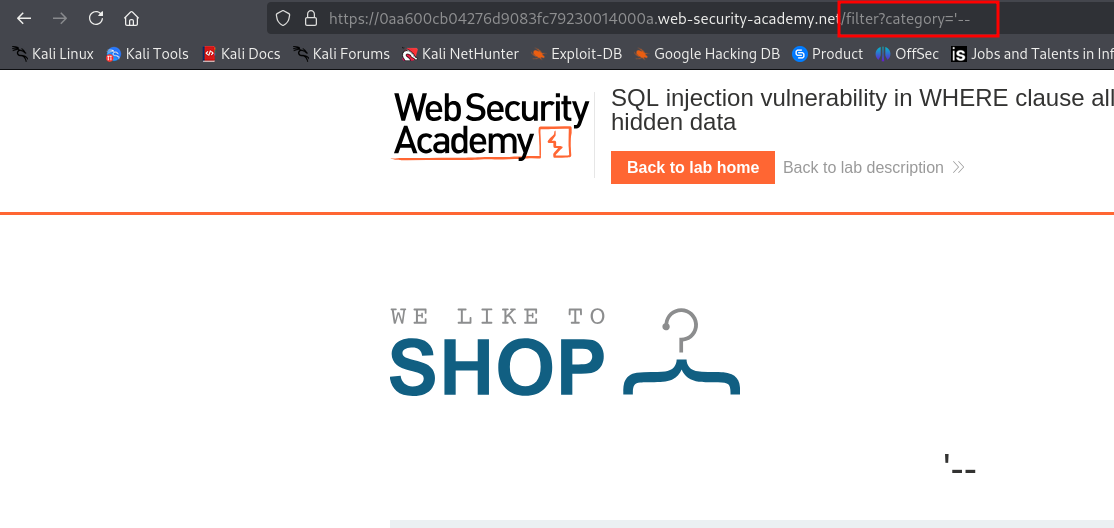 https://0aa600cb04276d9083fc79230014000a.web-security-academy.net/filter?category='--
Kali Linux Kali Tools Kali Docs Kali Forums Kali NetHunter Exploit-DB Google Hacking DB Product OffSec Jobs and Talents in Inf
Web Security
Academy
SQL injection vulnerability in WHERE clause all
hidden data
Back to lab home Back to lab description
WE LIKE TO
SHOP
'--